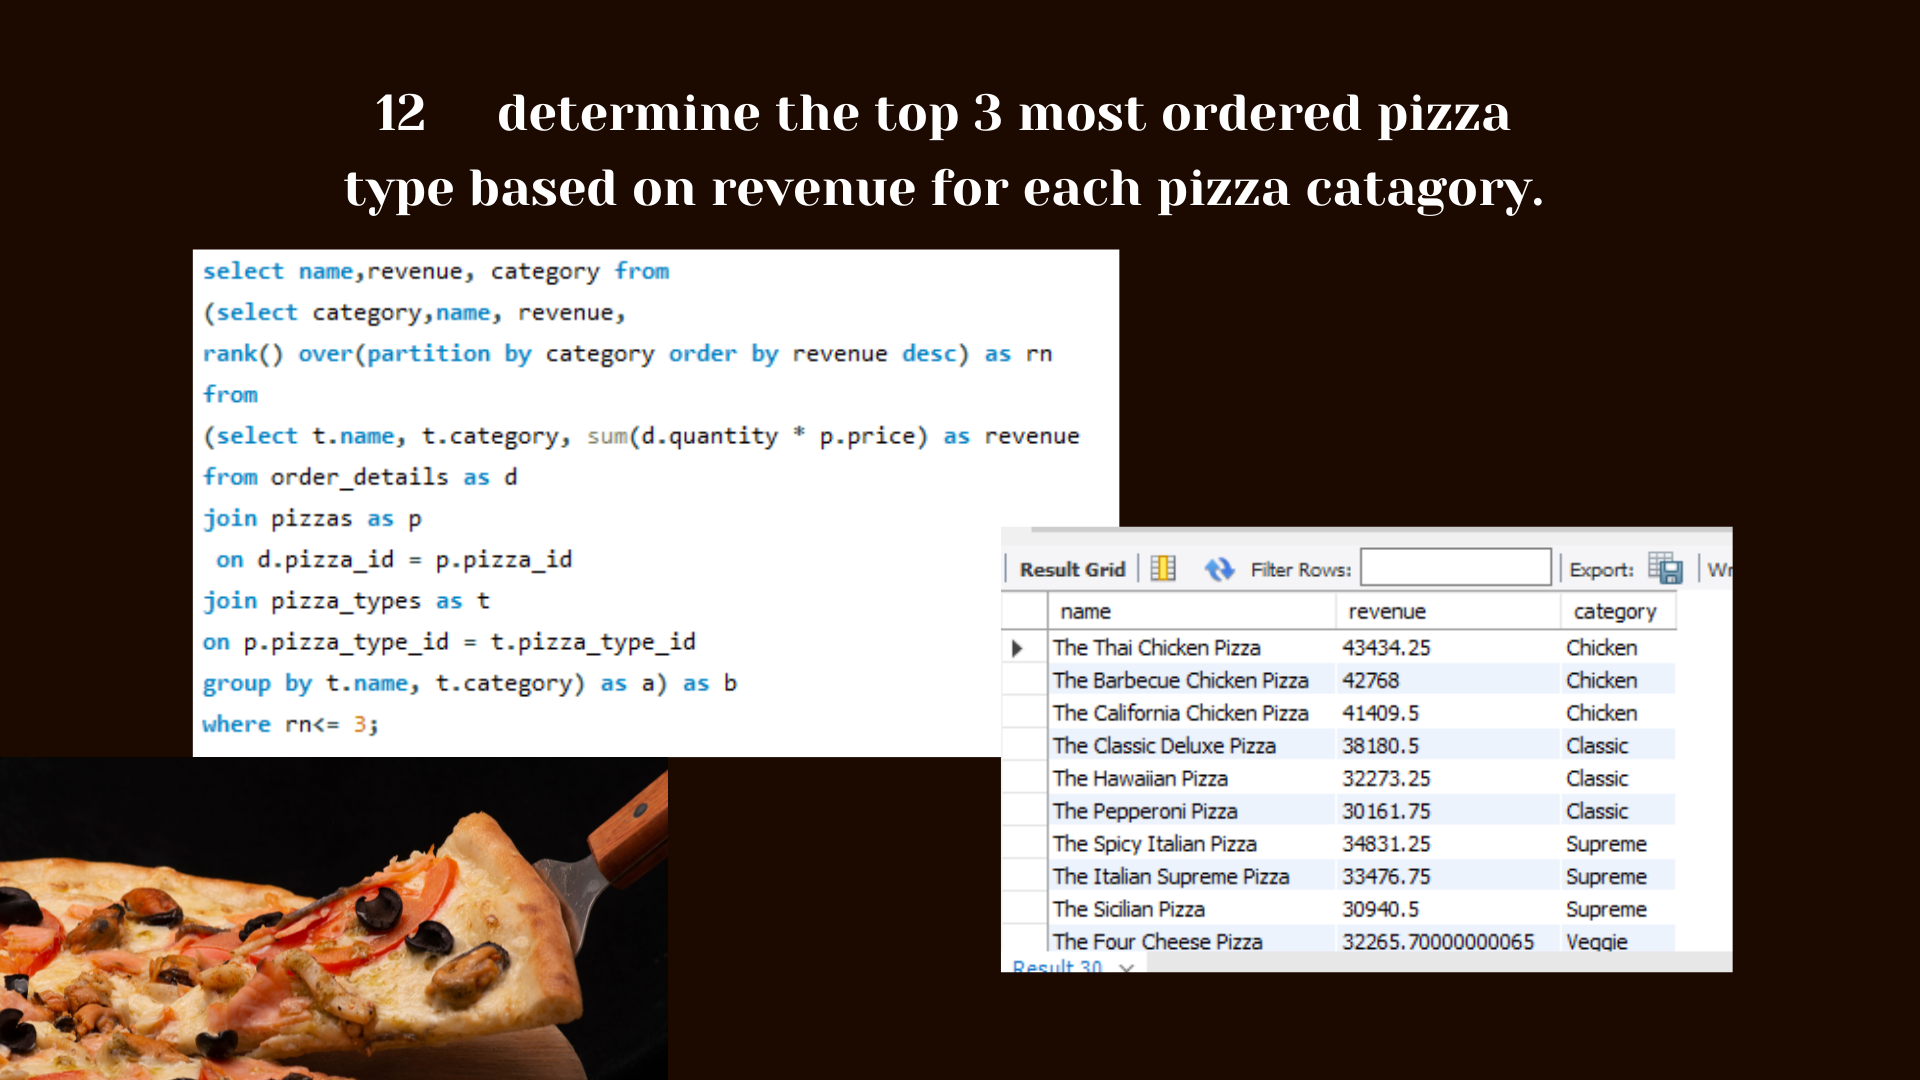 12 determine the top 3 most ordered pizza
type based on revenue for each pizza catagory.
select name,revenue, category from
(select category,name, revenue,
rank() over(partition by category order by revenue desc) as rn
from
(select t.name, t.category, sum(d.quantity * p.price) as revenue
from order_details as d
join pizzas as p
on d.pizza_id = p.pizza_id
join pizza_types as t
on p.pizza_type_id = t.pizza_type_id
group by t.name, t.category) as a) as b
where rn<= 3;
Result Grid Filter Rows: Export: Wr
name revenue category
The Thai Chicken Pizza 43434.25 Chicken
The Barbecue Chicken Pizza 42768 Chicken
The California Chicken Pizza 41409.5 Chicken
The Classic Deluxe Pizza 38180.5 Classic
The Hawaiian Pizza 32273.25 Classic
The Pepperoni Pizza 30161.75 Classic
The Spicy Italian Pizza 34831.25 Supreme
The Italian Supreme Pizza 33476.75 Supreme
The Sicilian Pizza 30940.5 Supreme
The Four Cheese Pizza 32265.70000000065 Veggie
Result 30